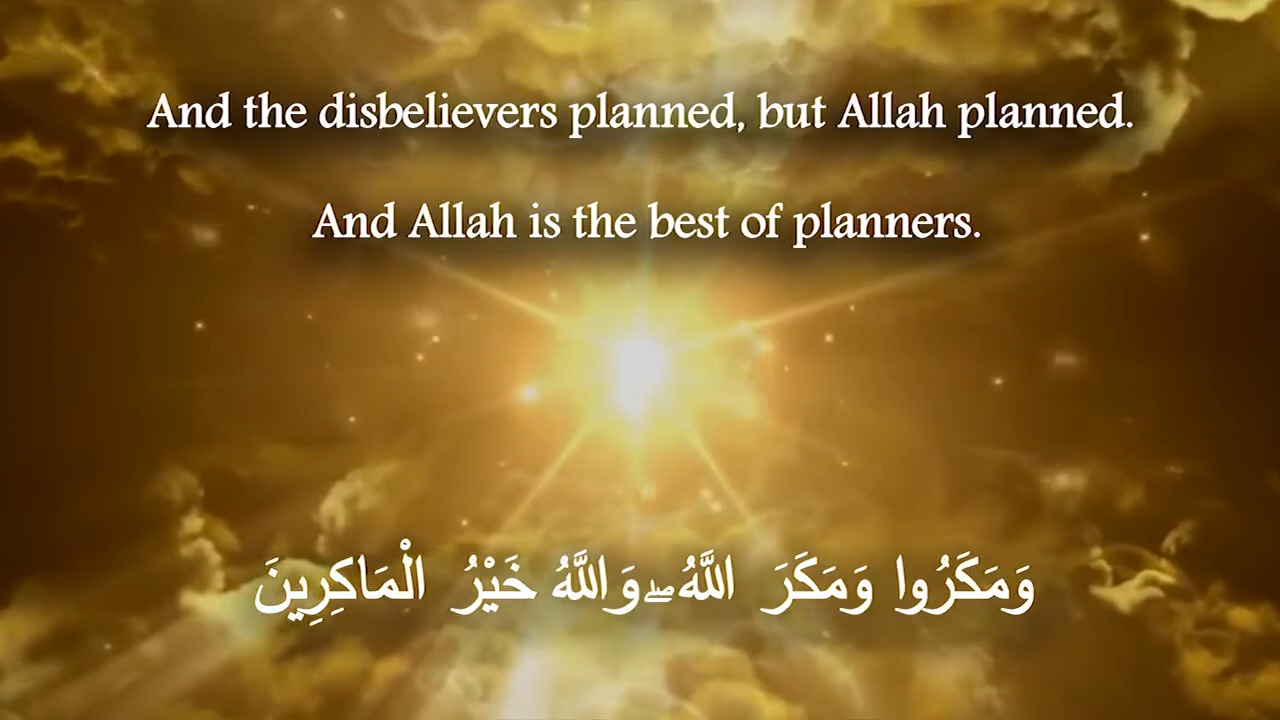 And the disbelievers planned, but Allah planned.
And Allah is the best of planners.
وَمَكَرُوا وَمَكَرَ اللَّهُ ۖ وَاللَّهُ خَيْرُ الْمَاكِرِينَ